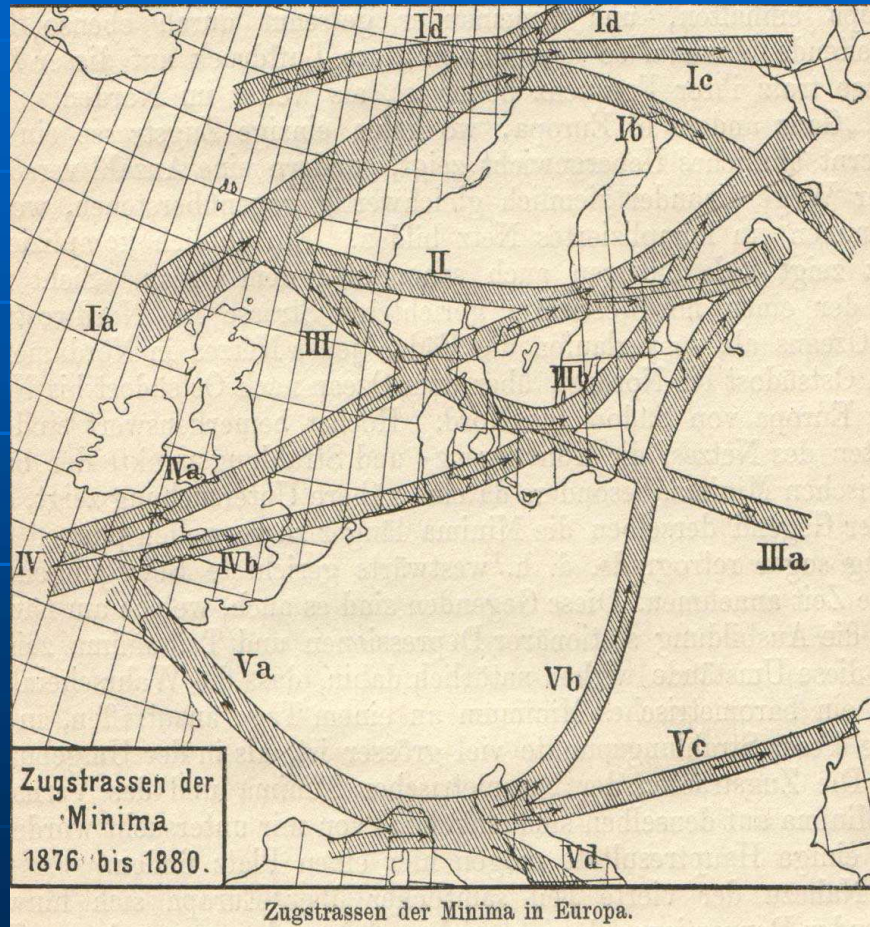 Id
Id
Ic
Ib
II
Ia
III
IIIb
IVa
IV
IVb
IIIa
Va
Vb
Vc
Zugstrassen der
Minima
1876 bis 1880.
Vd
Zugstrassen der Minima in Europa.